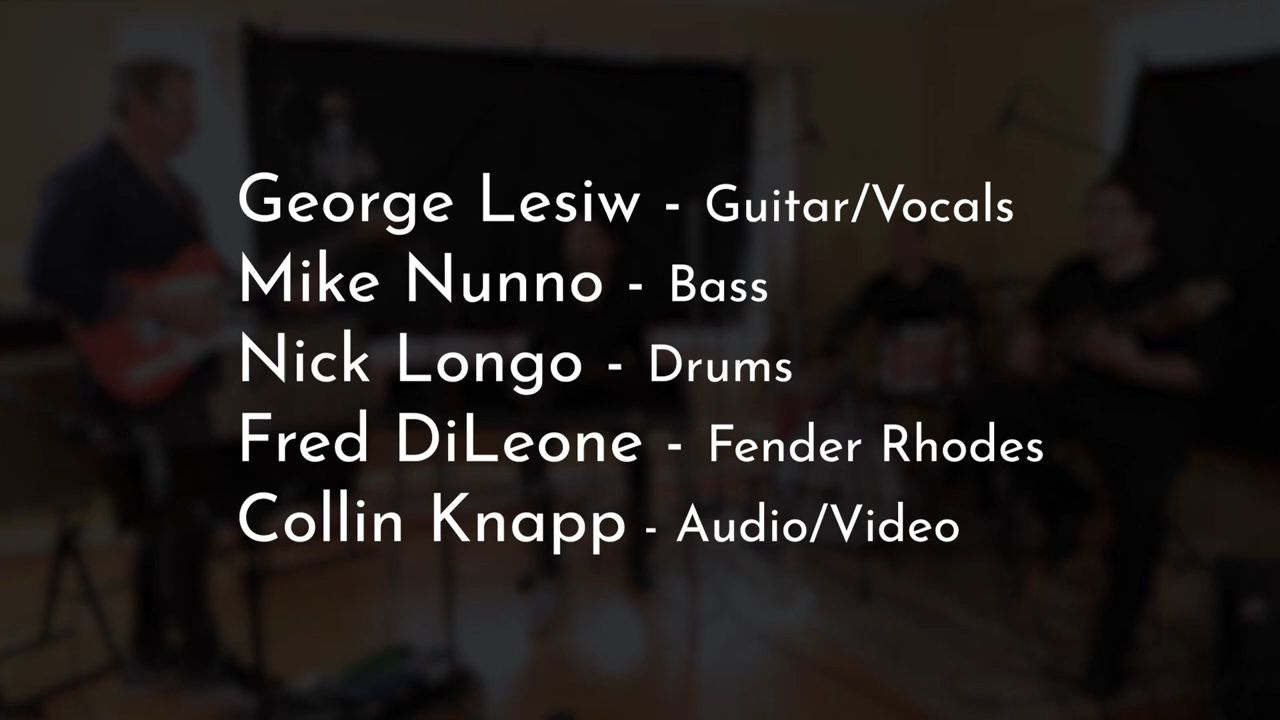 George Lesiw - Guitar/Vocals
Mike Nunno - Bass
Nick Longo - Drums
Fred DiLeone - Fender Rhodes
Collin Knapp - Audio/Video